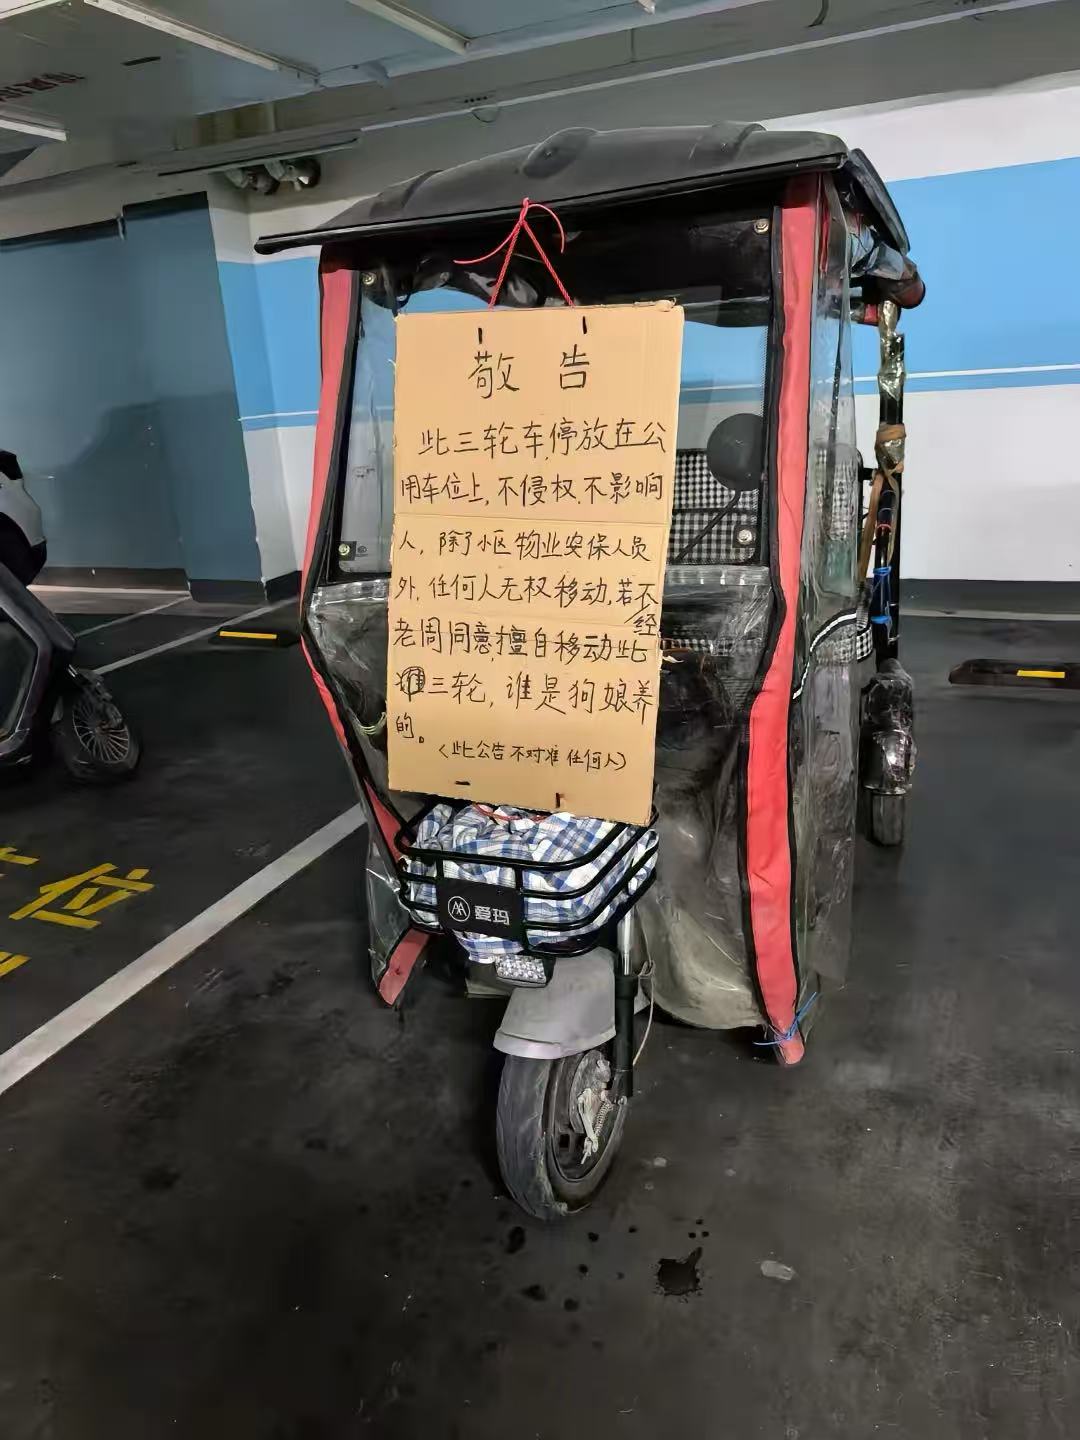 敬 告
此三轮车,停放在公
用车位上,不侵权.不影响
人,除了小区物业安保人员
外,任何人无权移动,若不
经
老周同意,擅自移动此
三轮,谁是狗娘养
的。
(此公告不对准任何人)
爱玛
位